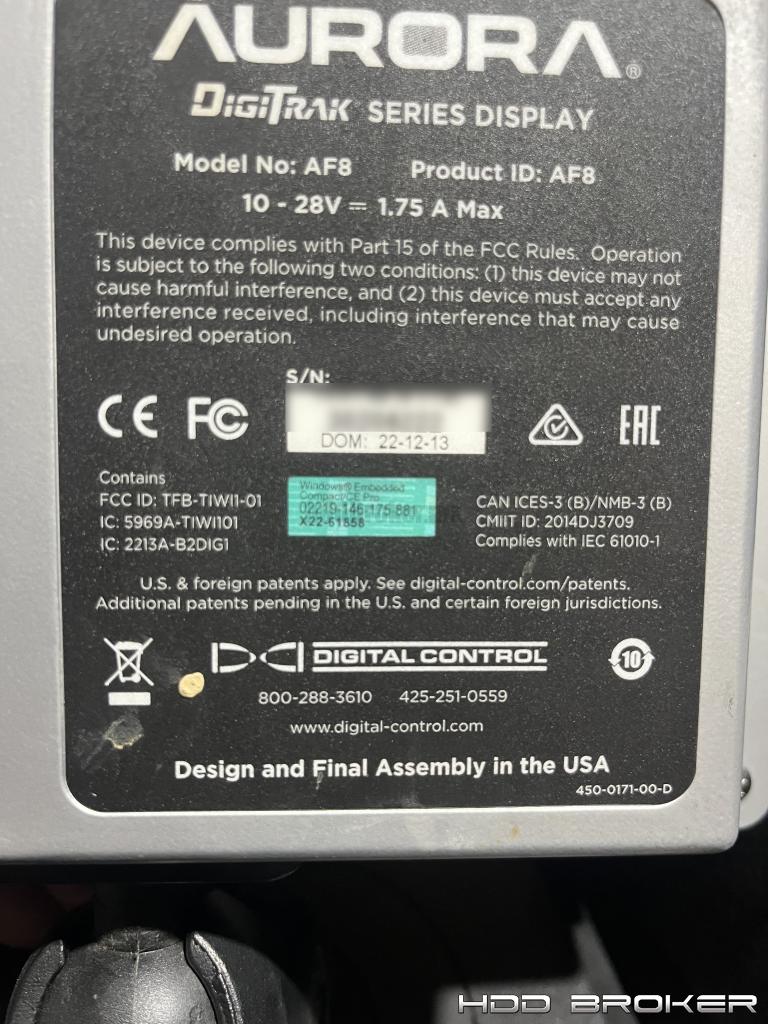 AURORA®
DIGITRAK SERIES DISPLAY
Model No: AF8 Product ID: AF8
10 - 28V ⎓ 1.75 A Max
This device complies with Part 15 of the FCC Rules. Operation
is subject to the following two conditions: (1) this device may not
cause harmful interference, and (2) this device must accept any
interference received, including interference that may cause
undesired operation.
S/N:
DOM: 22-12-13
CE FC EAC
Contains
FCC ID: TFB-TIWI1-01
IC: 5969A-TIWI101
IC: 2213A-B2DIG1
Windows® Embedded
Compact/CE Pro
02219-146-175-881
X22-61858
CAN ICES-3 (B)/NMB-3 (B)
CMIIT ID: 2014DJ3709
Complies with IEC 61010-1
U.S. & foreign patents apply. See digital-control.com/patents.
Additional patents pending in the U.S. and certain foreign jurisdictions.
DCI DIGITAL CONTROL
10
800-288-3610 425-251-0559
www.digital-control.com
Design and Final Assembly in the USA
450-0171-00-D
HDD BROKER